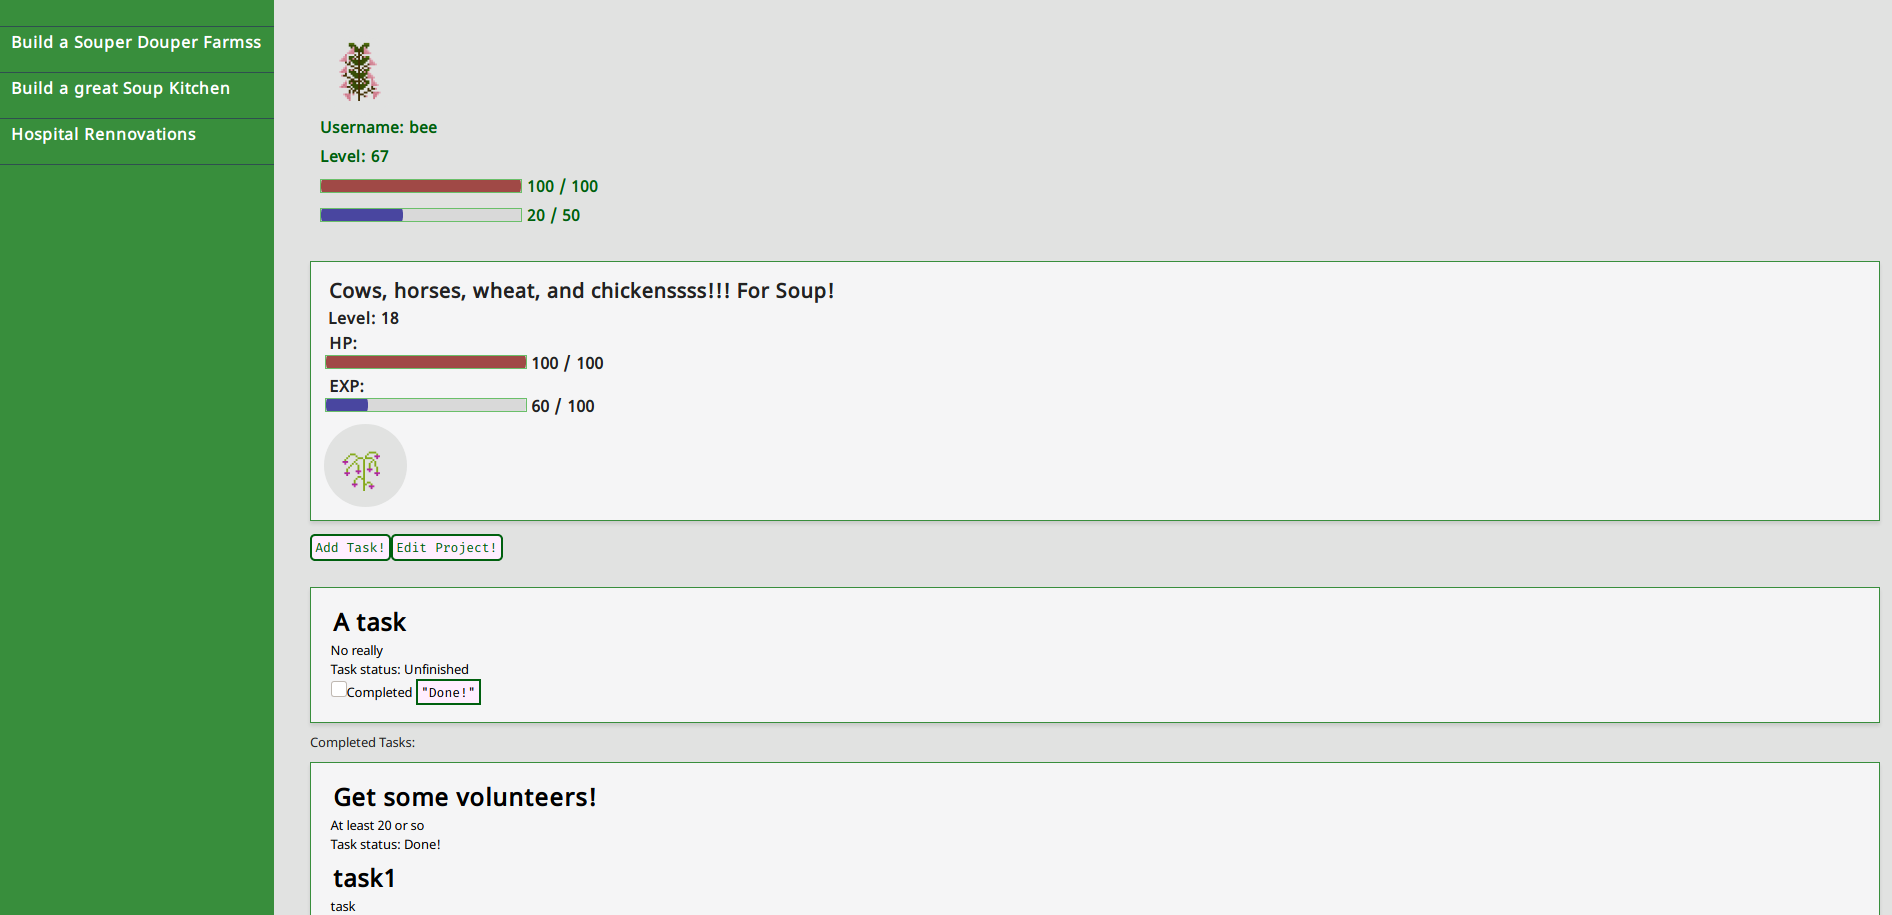 Build a Souper Douper Farmss
Build a great Soup Kitchen
Hospital Rennovations
Username: bee
Level: 67
100 / 100
20 / 50
Cows, horses, wheat, and chickenssss!!! For Soup!
Level: 18
HP:
100 / 100
EXP:
60 / 100
Add Task! Edit Project!
A task
No really
Task status: Unfinished
Completed "Done!"
Completed Tasks:
Get some volunteers!
At least 20 or so
Task status: Done!
task1
task